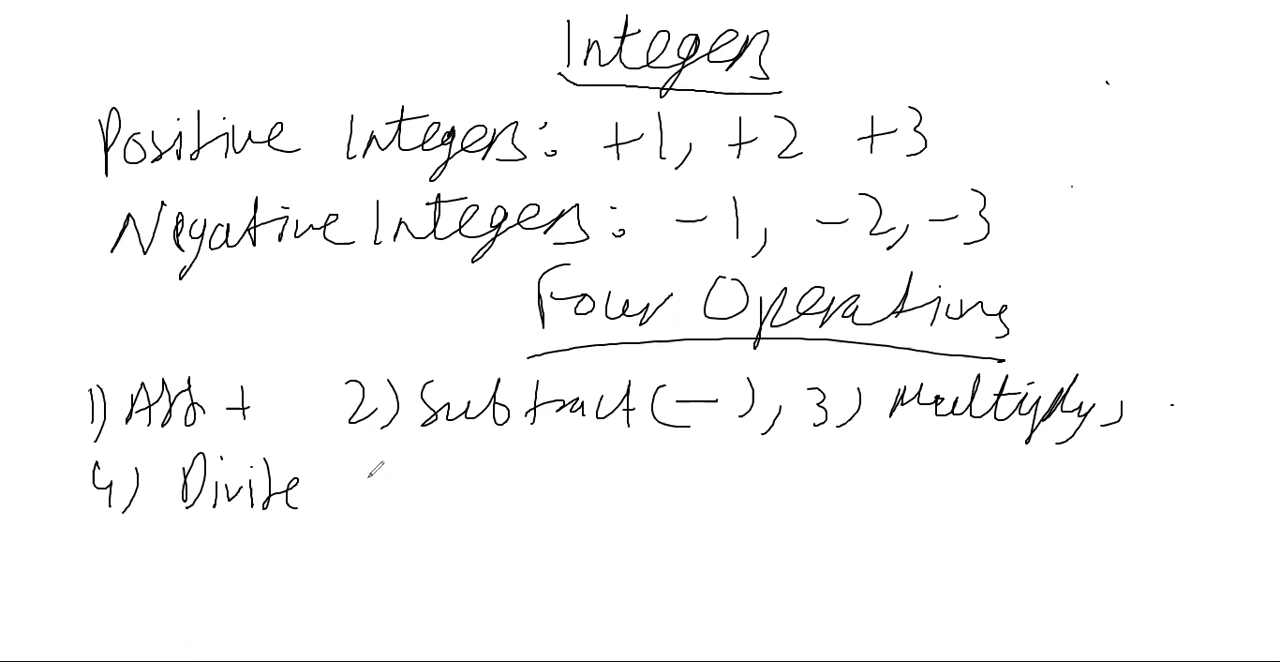 Integers
Positive Integers: +1, +2 +3
Negative Integers: -1, -2, -3
Four Operations
1) Add + 2) Subtract (-), 3) Multiply,
4) Divide